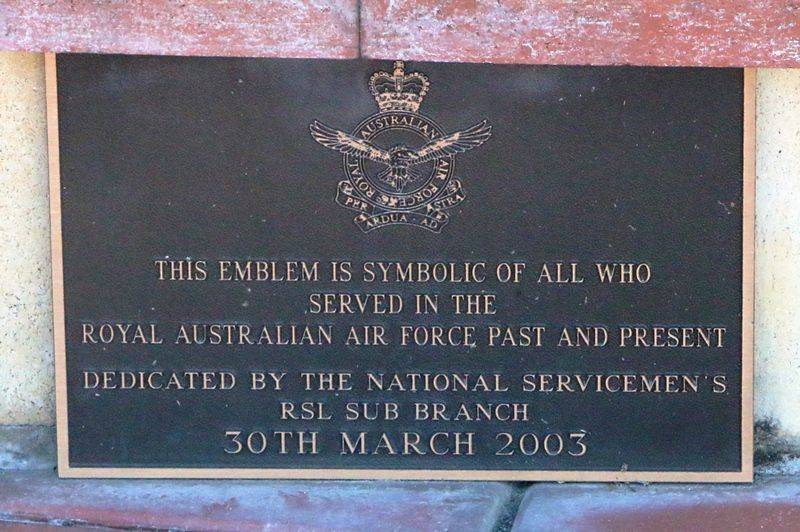 ROYAL AUSTRALIAN AIR FORCE
PER ARDUA - AD ASTRA
THIS EMBLEM IS SYMBOLIC OF ALL WHO
SERVED IN THE
ROYAL AUSTRALIAN AIR FORCE PAST AND PRESENT
DEDICATED BY THE NATIONAL SERVICEMEN'S
RSL SUB BRANCH
30TH MARCH 2003